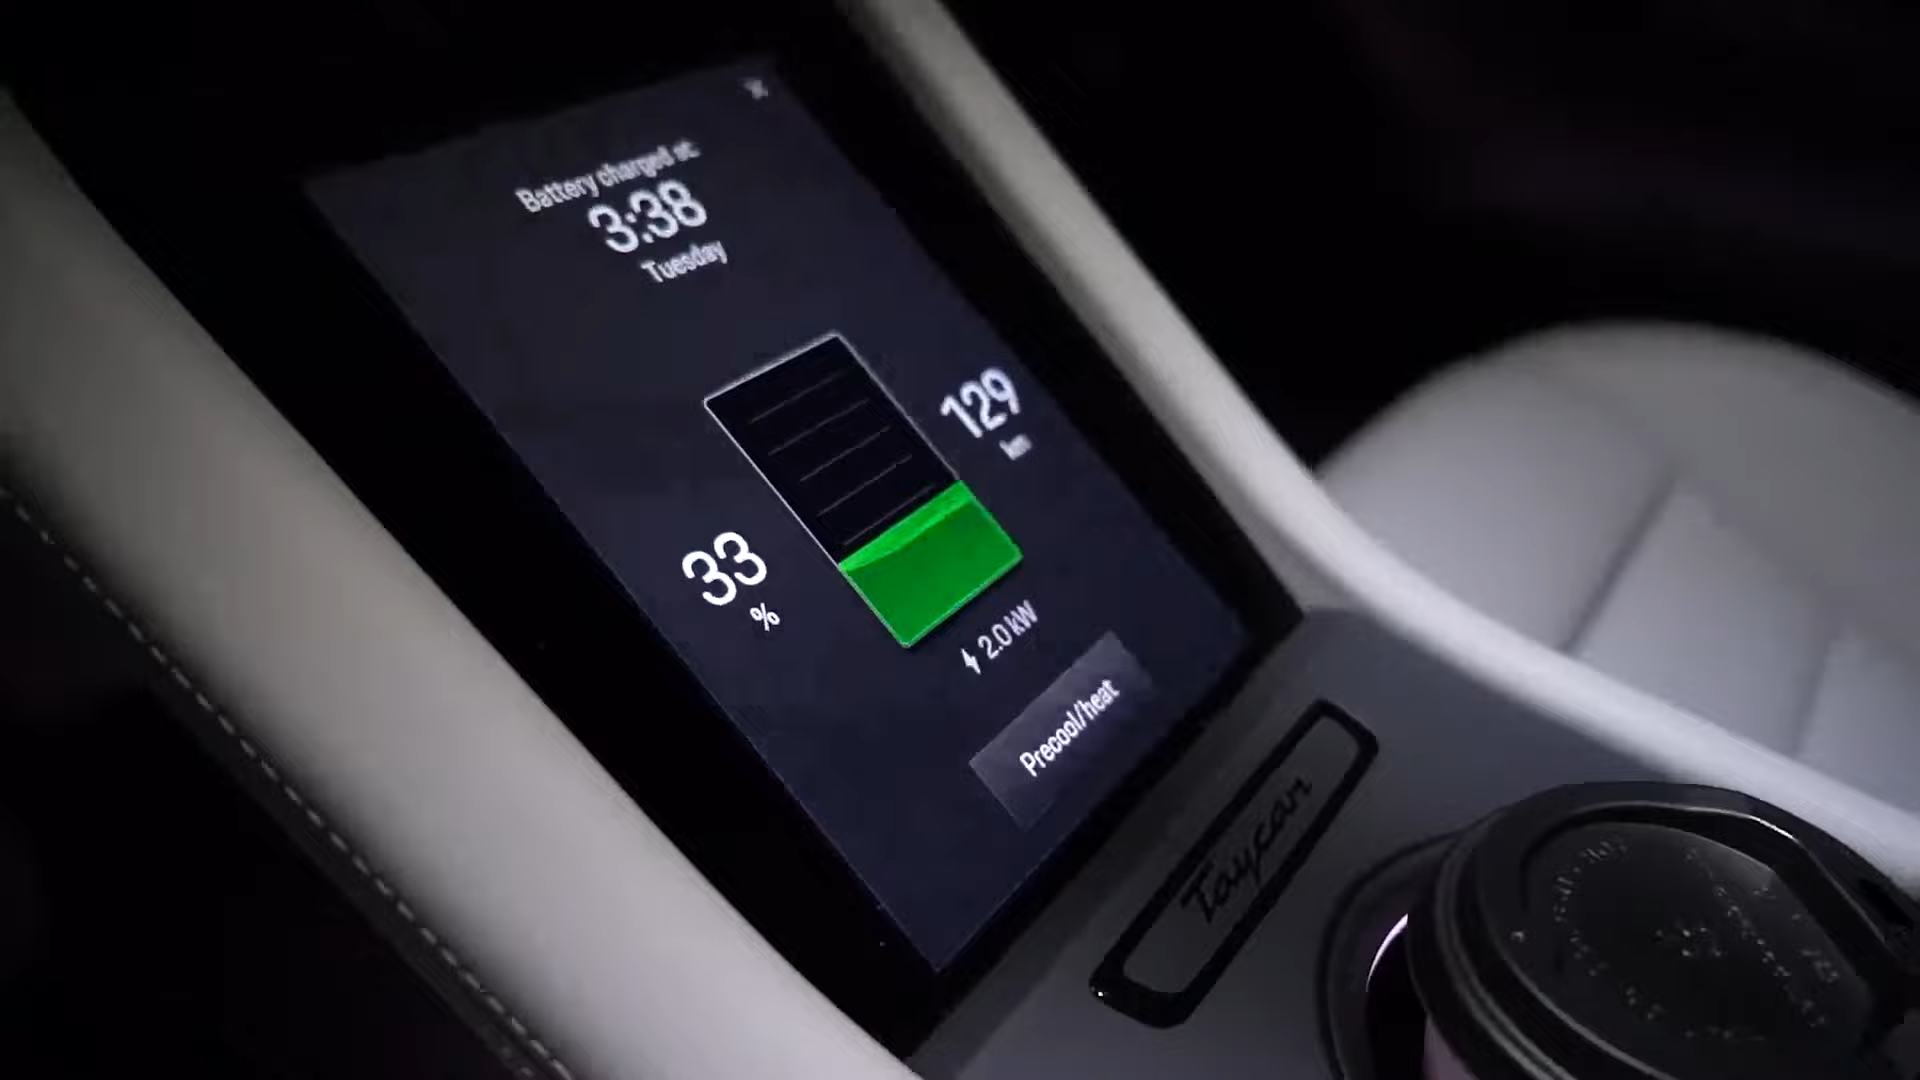 Battery charged at:
3:38
Tuesday
129
km
33
%
2.0 kW
Precool/heat
Taycan